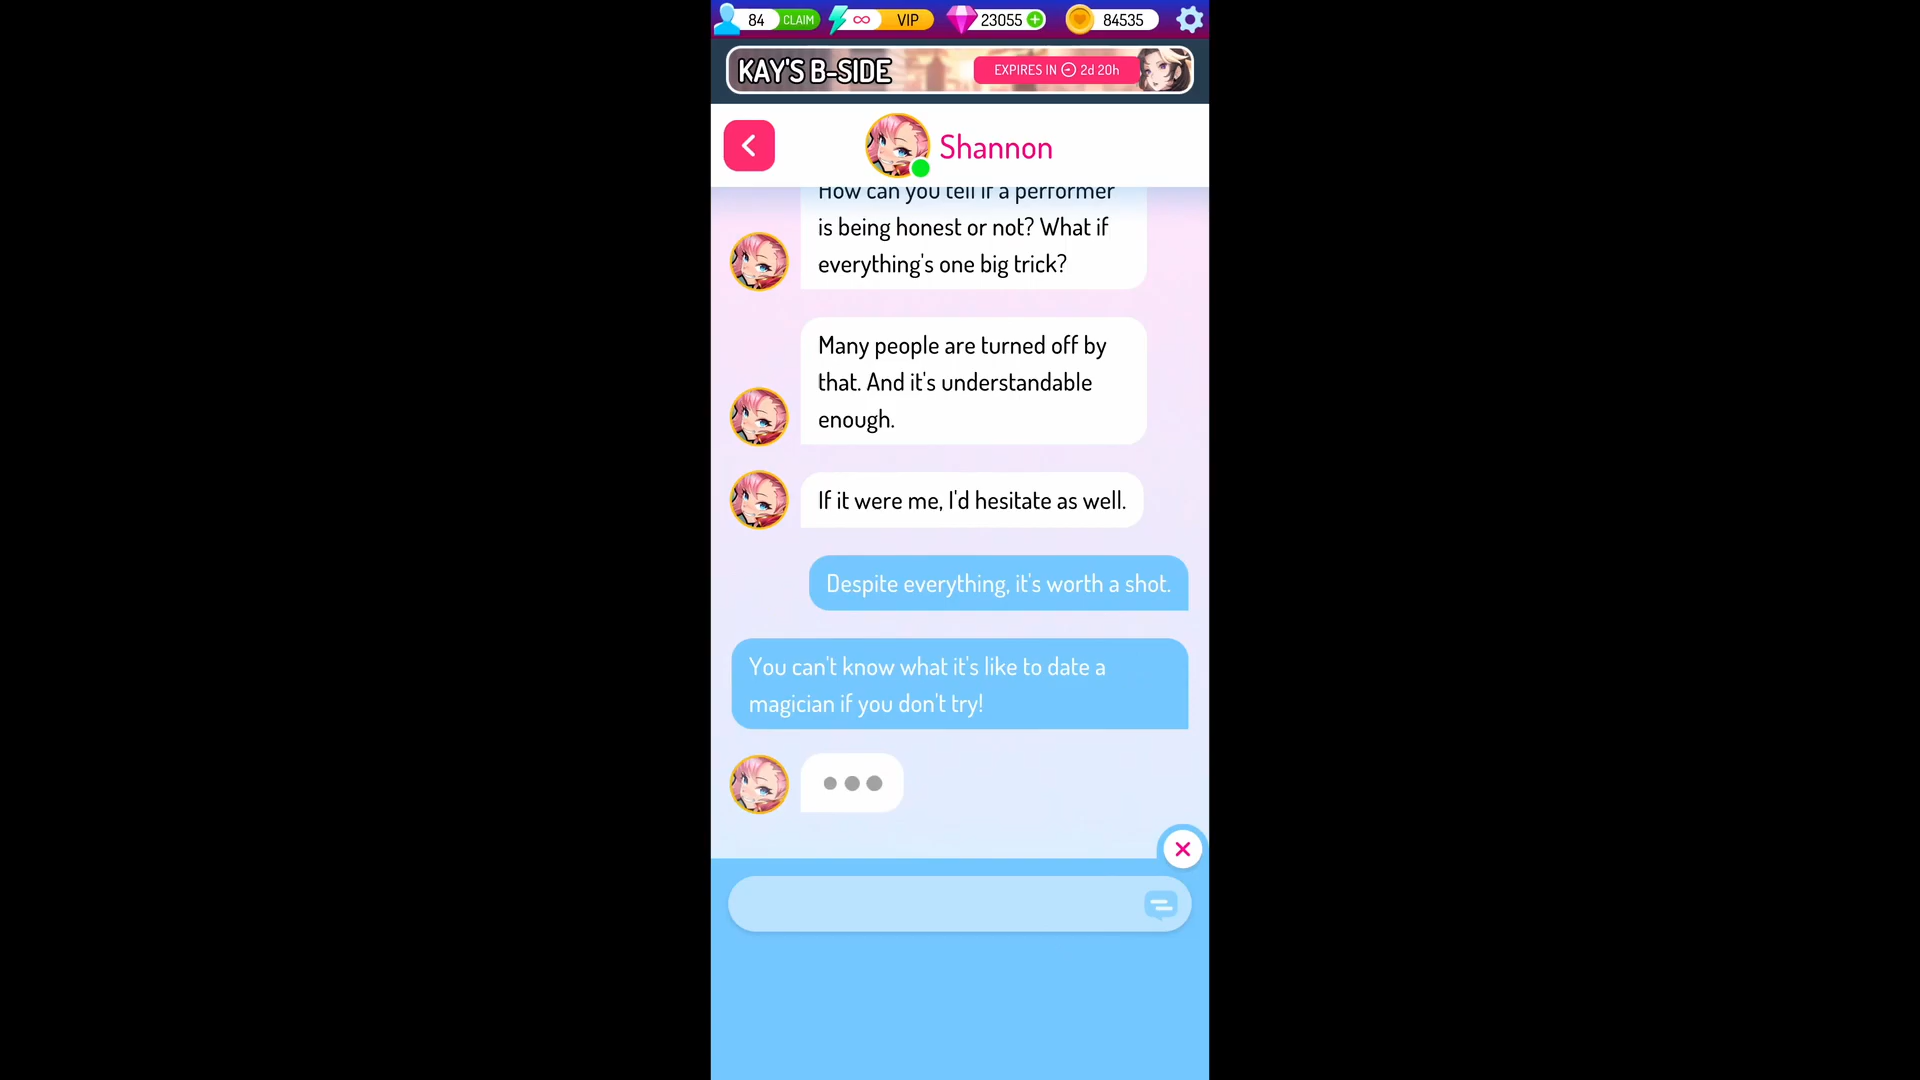 84 CLAIM ∞ VIP 23055 84535
KAY'S B-SIDE EXPIRES IN 2d 20h
Shannon
How can you tell if a performer
is being honest or not? What if
everything's one big trick?
Many people are turned off by
that. And it's understandable
enough.
If it were me, I'd hesitate as well.
Despite everything, it's worth a shot.
You can't know what it's like to date a
magician if you don't try!